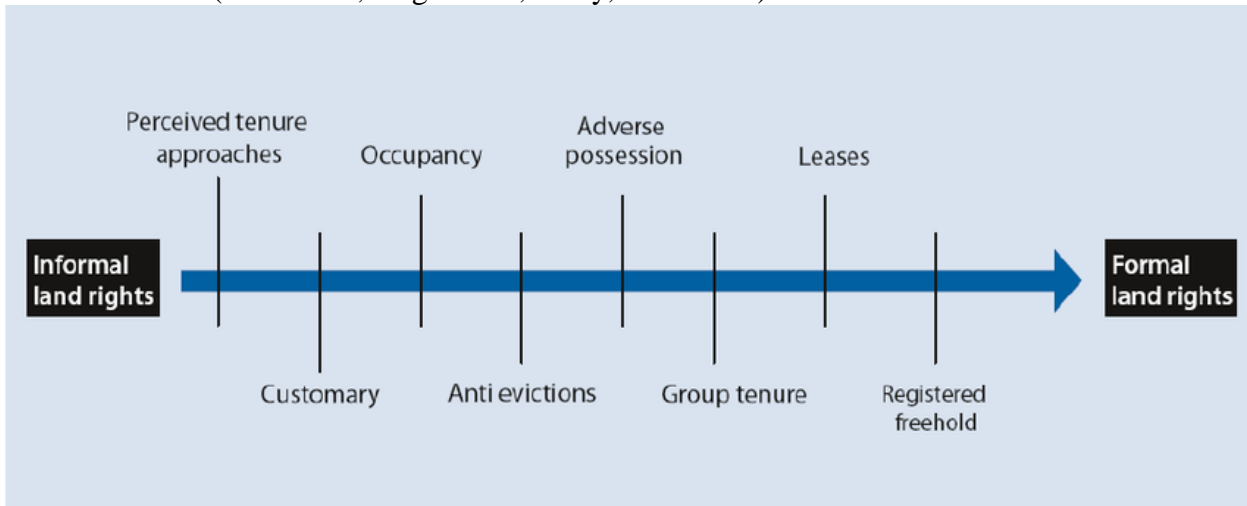 Perceived tenure
approaches
Occupancy
Adverse
possession
Leases
Informal
land rights
Formal
land rights
Customary
Anti evictions
Group tenure
Registered
freehold